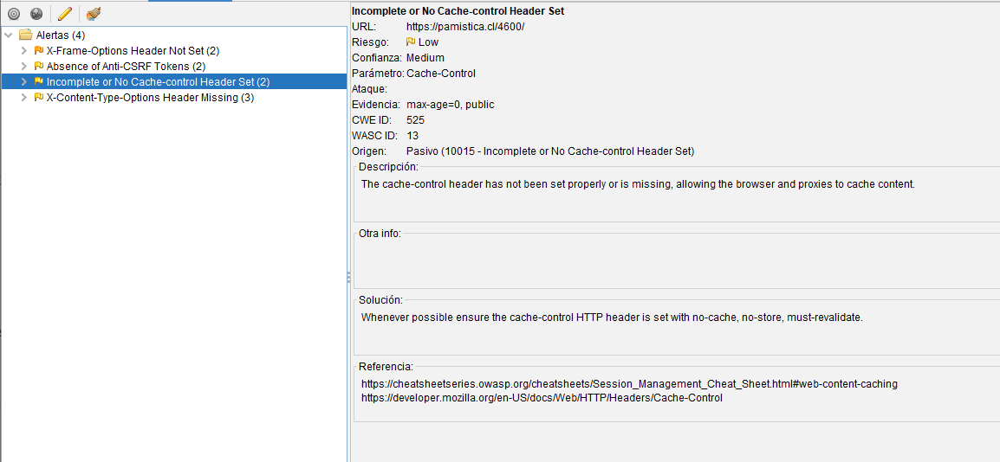 Alertas (4)
X-Frame-Options Header Not Set (2)
Absence of Anti-CSRF Tokens (2)
Incomplete or No Cache-control Header Set (2)
X-Content-Type-Options Header Missing (3)
Incomplete or No Cache-control Header Set
URL: https://pamistica.cl/4600/
Riesgo: Low
Confianza: Medium
Parámetro: Cache-Control
Ataque:
Evidencia: max-age=0, public
CWE ID: 525
WASC ID: 13
Origen: Pasivo (10015 - Incomplete or No Cache-control Header Set)
Descripción:
The cache-control header has not been set properly or is missing, allowing the browser and proxies to cache content.
Otra info:
Solución:
Whenever possible ensure the cache-control HTTP header is set with no-cache, no-store, must-revalidate.
Referencia:
https://cheatsheetseries.owasp.org/cheatsheets/Session_Management_Cheat_Sheet.html#web-content-caching
https://developer.mozilla.org/en-US/docs/Web/HTTP/Headers/Cache-Control